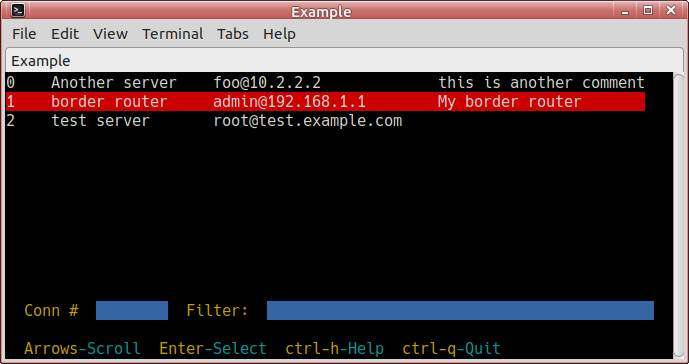 Example
File Edit View Terminal Tabs Help
Example
0 Another server foo@10.2.2.2 this is another comment
1 border router admin@192.168.1.1 My border router
2 test server root@test.example.com
Conn # Filter:
Arrows-Scroll Enter-Select ctrl-h-Help ctrl-q-Quit